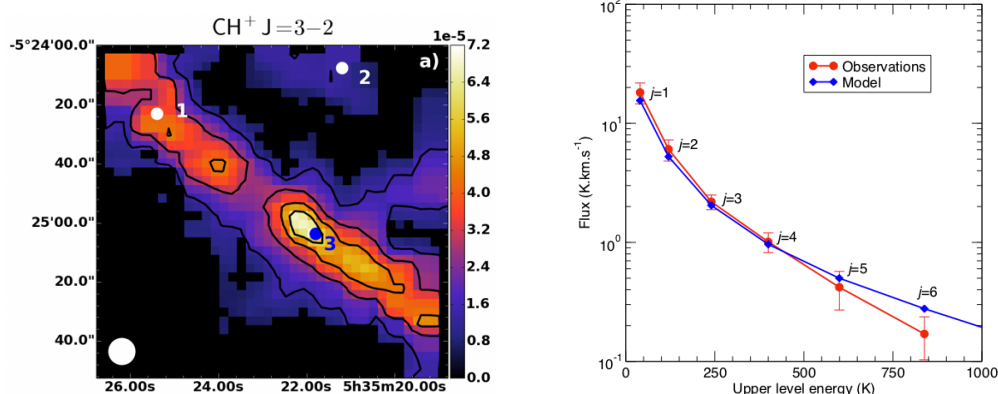 CH⁺ J=3−2
1e-5
a)
1
2
3
-5°24'00.0"
20.0"
40.0"
25'00.0"
20.0"
40.0"
26.00s 24.00s 22.00s 5h35m20.00s
7.2
6.4
5.6
4.8
4.0
3.2
2.4
1.6
0.8
0.0
Flux (K.km.s⁻¹)
10²
10¹
10⁰
10⁻¹
Observations
Model
j=1
j=2
j=3
j=4
j=5
j=6
0 250 500 750 1000
Upper level energy (K)